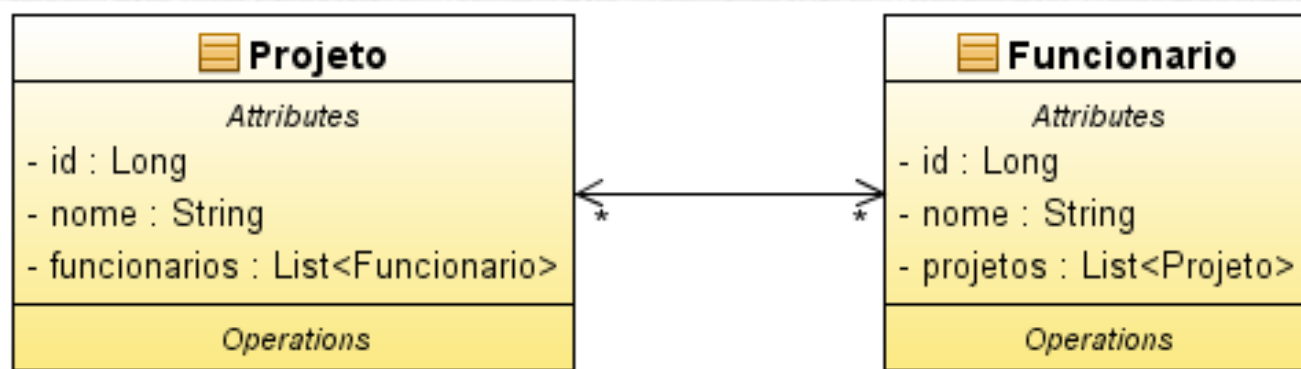 Projeto
Attributes
- id : Long
- nome : String
- funcionarios : List<Funcionario>
Operations
*
*
Funcionario
Attributes
- id : Long
- nome : String
- projetos : List<Projeto>
Operations